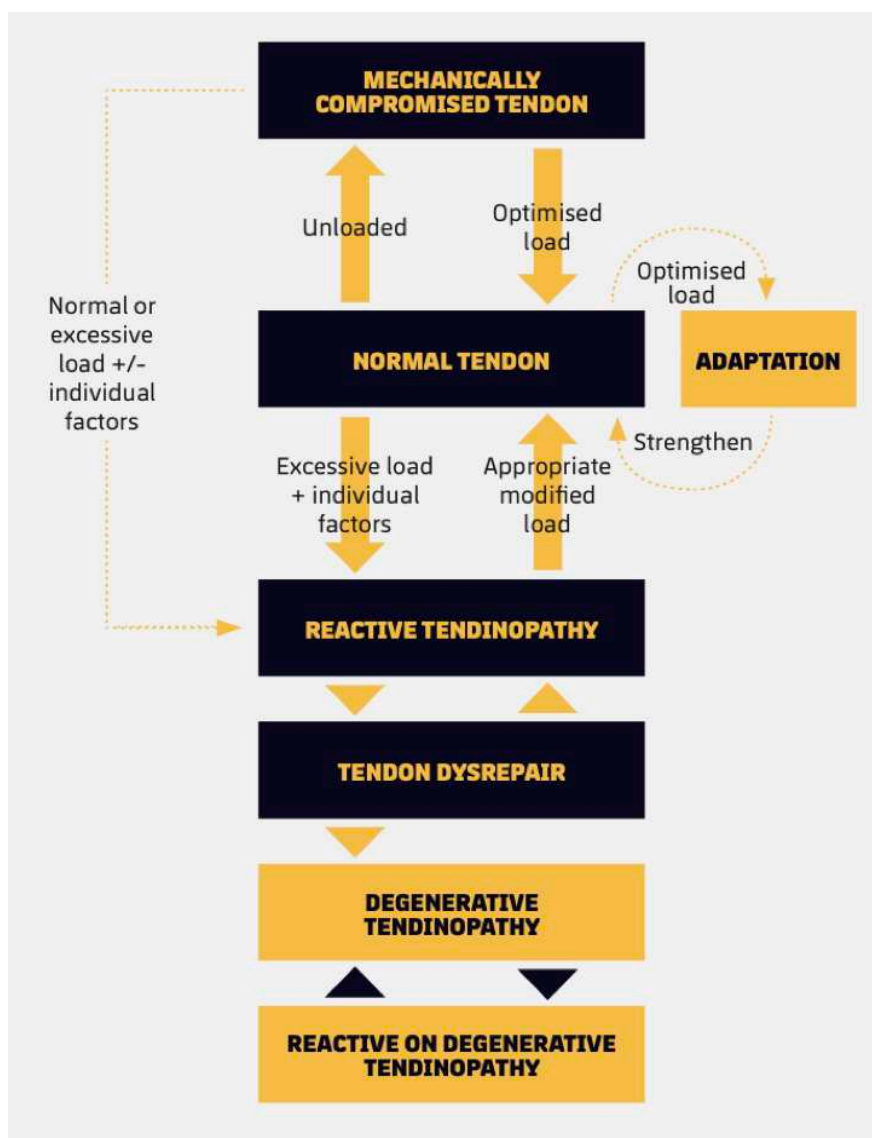 MECHANICALLY
COMPROMISED TENDON
Unloaded
Optimised
load
Optimised
load
Normal or
excessive
load +/-
individual
factors
NORMAL TENDON
ADAPTATION
Strengthen
Excessive load
+ individual
factors
Appropriate
modified
load
REACTIVE TENDINOPATHY
TENDON DYSREPAIR
DEGENERATIVE
TENDINOPATHY
REACTIVE ON DEGENERATIVE
TENDINOPATHY